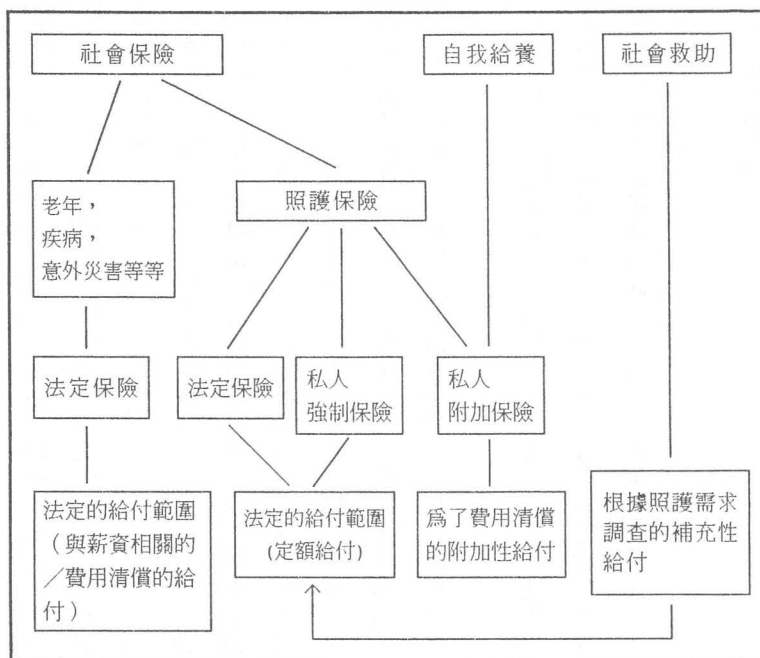 社會保險
自我給養
社會救助
老年，
疾病，
意外災害等等
照護保險
法定保險
法定保險
私人
強制保險
私人
附加保險
法定的給付範圍
（與薪資相關的
／費用清償的給
付）
法定的給付範圍
(定額給付)
爲了費用清償
的附加性給付
根據照護需求
調查的補充性
給付